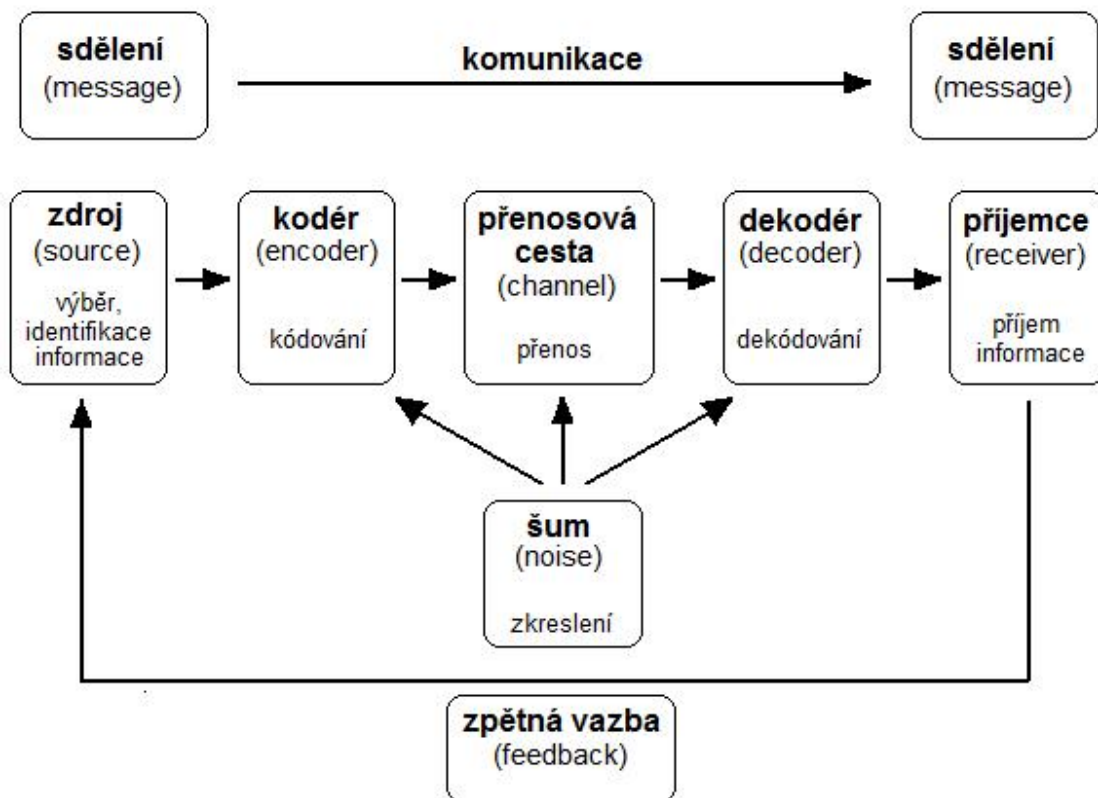 sdělení
(message)
komunikace
sdělení
(message)
zdroj
(source)
výběr,
identifikace
informace
kodér
(encoder)
kódování
přenosová
cesta
(channel)
přenos
dekodér
(decoder)
dekódování
příjemce
(receiver)
příjem
informace
šum
(noise)
zkreslení
zpětná vazba
(feedback)